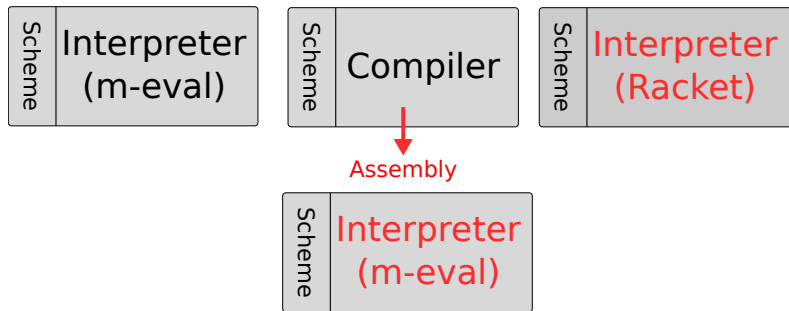 Scheme
Interpreter
(m-eval)
Scheme
Compiler
Scheme
Interpreter
(Racket)
Assembly
Scheme
Interpreter
(m-eval)